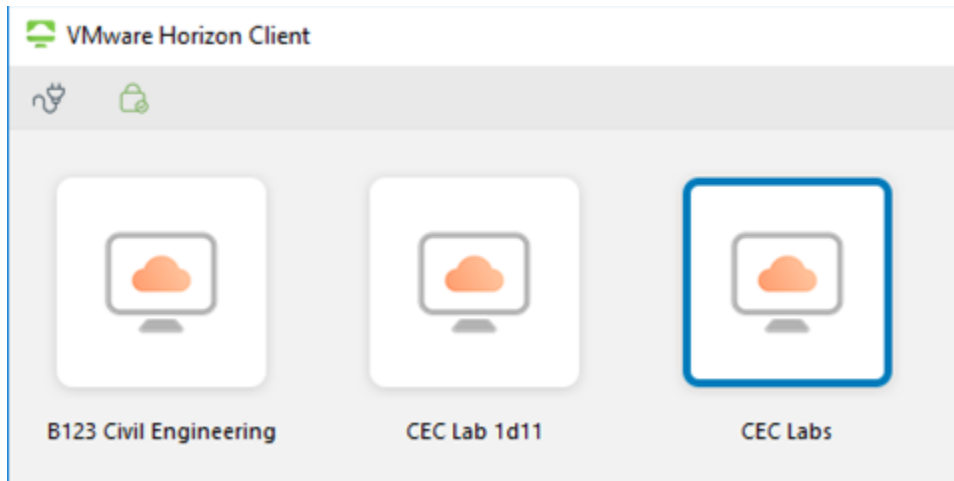 VMware Horizon Client
B123 Civil Engineering
CEC Lab 1d11
CEC Labs